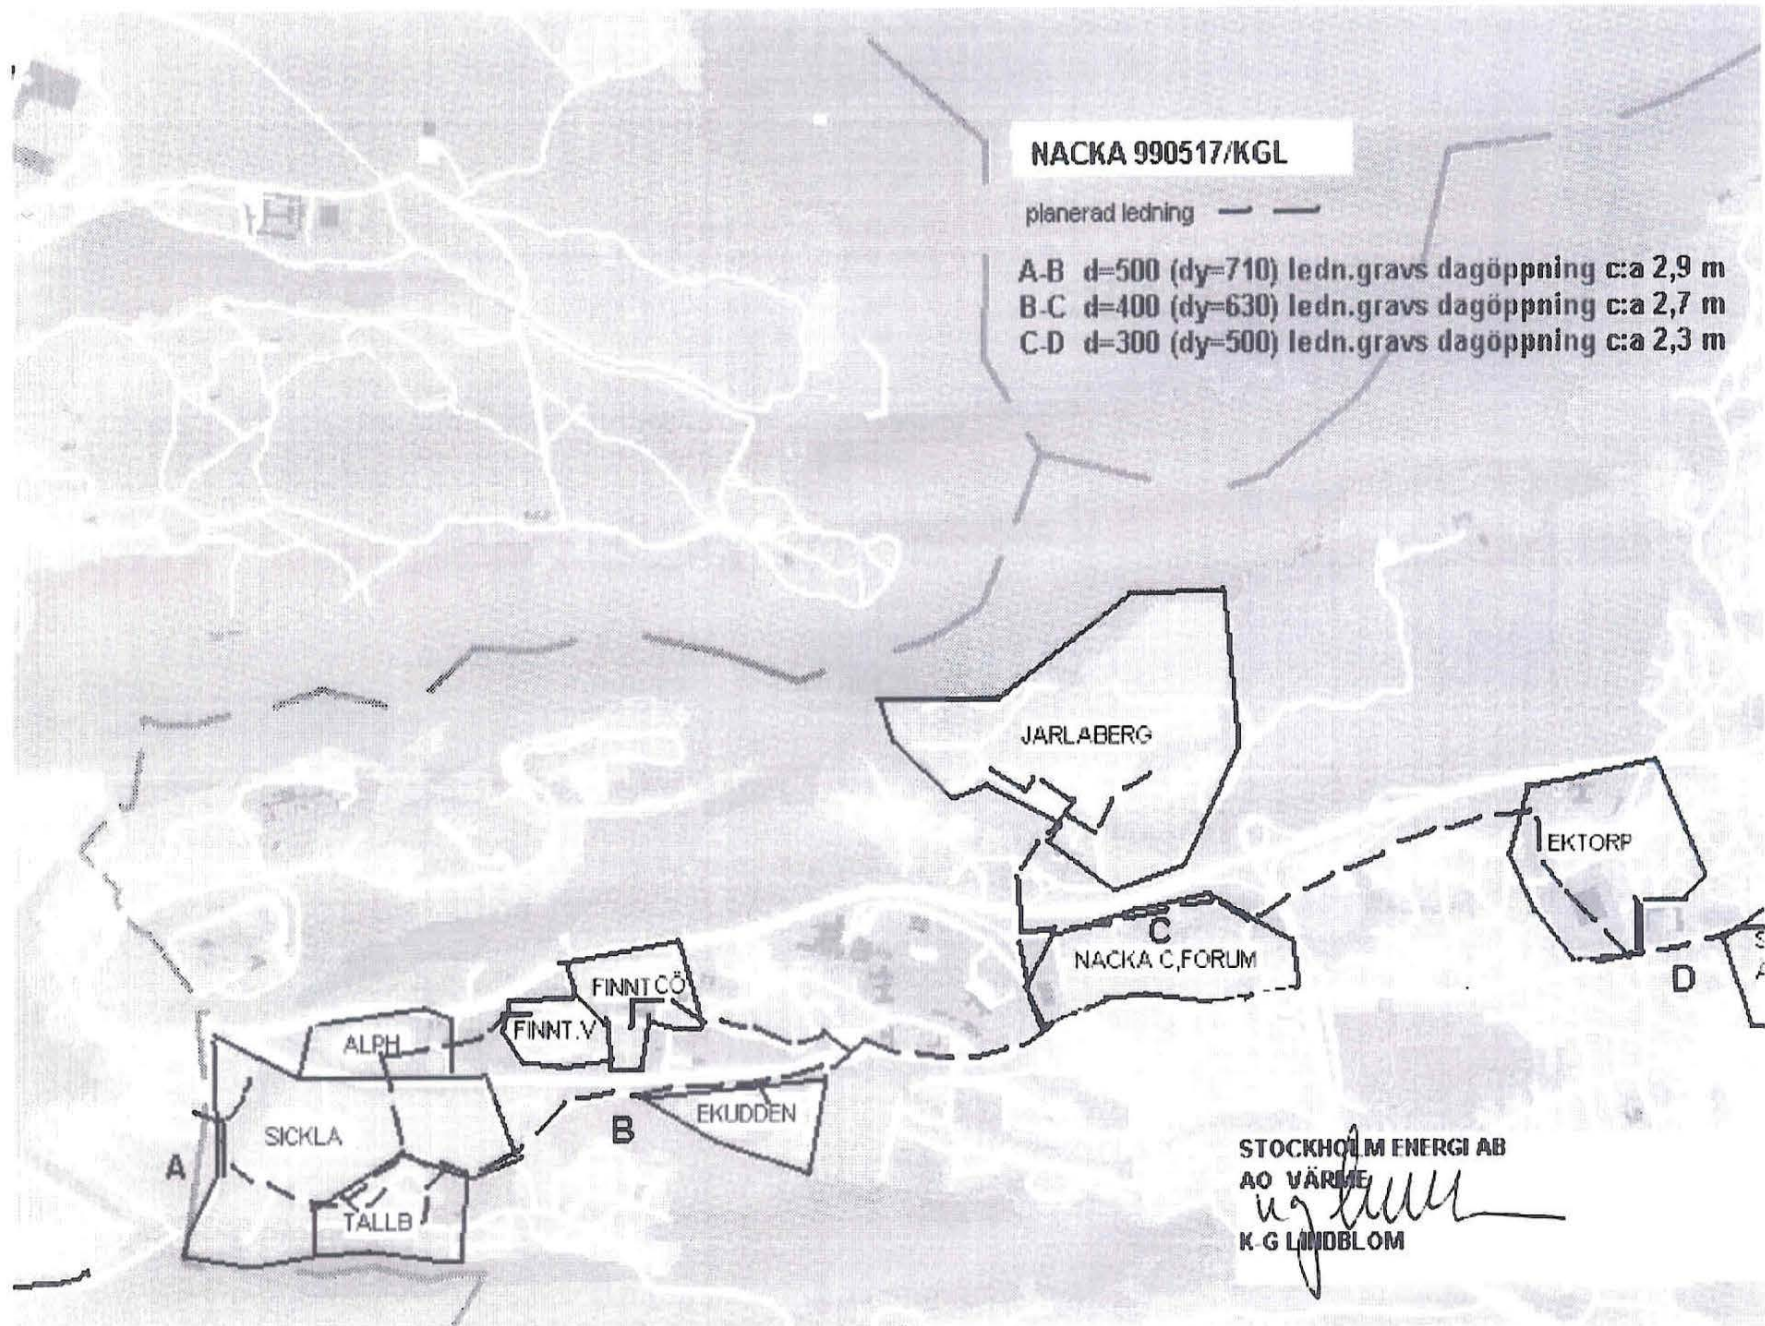 NACKA 990517/KGL
planerad ledning
A-B d=500 (dy=710) ledn.gravs dagöppning c:a 2,9 m
B-C d=400 (dy=630) ledn.gravs dagöppning c:a 2,7 m
C-D d=300 (dy=500) ledn.gravs dagöppning c:a 2,3 m
JARLABERG
EKTORP
C
NACKA C,FORUM
D
S
A
FINNT CÖ
FINNT.V
ALPH
SICKLA
B
EKUDDEN
A
TALLB
STOCKHOLM ENERGI AB
AO VÄRME
K-G LINDBLOM